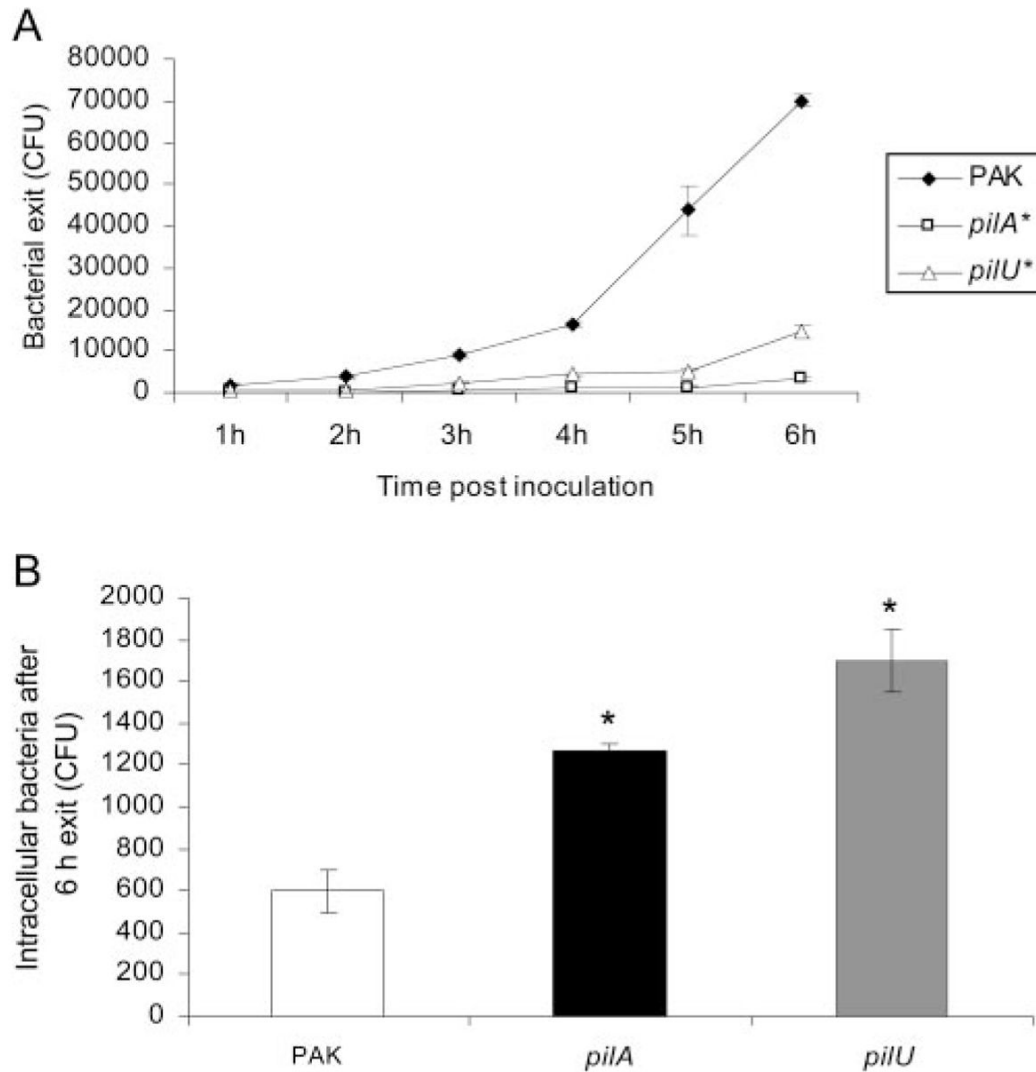 A
Bacterial exit (CFU)
80000
70000
60000
50000
40000
30000
20000
10000
0
1h 2h 3h 4h 5h 6h
Time post inoculation
PAK
pilA*
pilU*
B
Intracellular bacteria after
6 h exit (CFU)
2000
1800
1600
1400
1200
1000
800
600
400
200
0
*
*
PAK pilA pilU